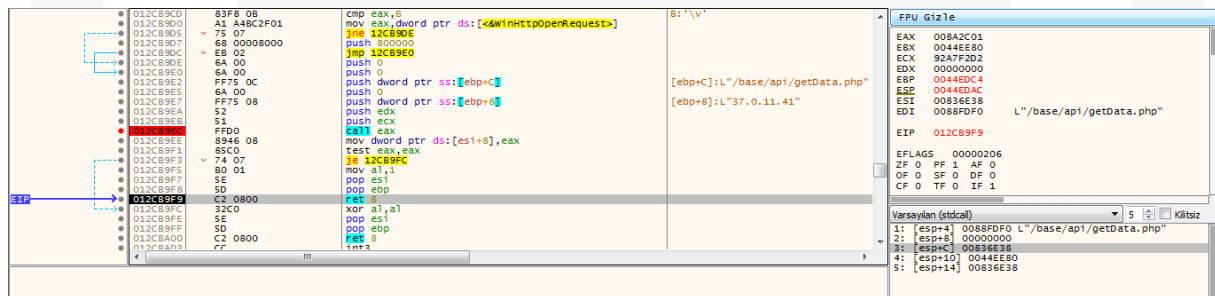 012CB9CD 83F8 0B cmp eax,B B:'\v'
012CB9D0 A1 A4BC2F01 mov eax,dword ptr ds:[<&WinHttpOpenRequest>]
012CB9D5 75 07 jne 12CB9DE
012CB9D7 68 00008000 push 800000
012CB9DC EB 02 jmp 12CB9E0
012CB9DE 6A 00 push 0
012CB9E0 6A 00 push 0
012CB9E2 FF75 0C push dword ptr ss:[ebp+C] [ebp+C]:L"/base/api/getData.php"
012CB9E5 6A 00 push 0
012CB9E7 FF75 08 push dword ptr ss:[ebp+8] [ebp+8]:L"37.0.11.41"
012CB9EA 52 push edx
012CB9EB 51 push ecx
012CB9EC FFD0 call eax
012CB9EE 8946 08 mov dword ptr ds:[esi+8],eax
012CB9F1 85C0 test eax,eax
012CB9F3 74 07 je 12CB9FC
012CB9F5 B0 01 mov al,1
012CB9F7 5E pop esi
012CB9F8 5D pop ebp
EIP 012CB9F9 C2 0800 ret 8
012CB9FC 32C0 xor al,al
012CB9FE 5E pop esi
012CB9FF 5D pop ebp
012CBA00 C2 0800 ret 8
012CBA03 CC int3
FPU Gizle
EAX 008A2C01
EBX 0044EE80
ECX 92A7F2D2
EDX 00000000
EBP 0044EDC4
ESP 0044EDAC
ESI 00836E38
EDI 0088FDF0 L"/base/api/getData.php"
EIP 012CB9F9
EFLAGS 00000206
ZF 0 PF 1 AF 0
OF 0 SF 0 DF 0
CF 0 TF 0 IF 1
Varsayılan (stdcall) 5 Kilitsiz
1: [esp+4] 0088FDF0 L"/base/api/getData.php"
2: [esp+8] 00000000
3: [esp+C] 00836E38
4: [esp+10] 0044EE80
5: [esp+14] 00836E38